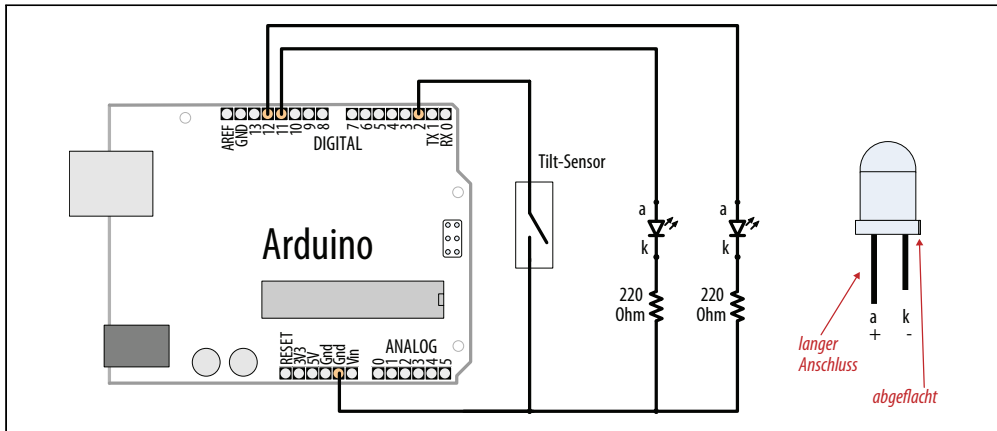 AREF
GND
13
12
11
10
9
8
7
6
5
4
3
2
TX 1
RX 0
DIGITAL
Tilt-Sensor
Arduino
a
k
a
k
220
Ohm
220
Ohm
RESET
3V3
5V
Gnd
Gnd
Vin
ANALOG
0
1
2
3
4
5
a
+
k
-
langer
Anschluss
abgeflacht